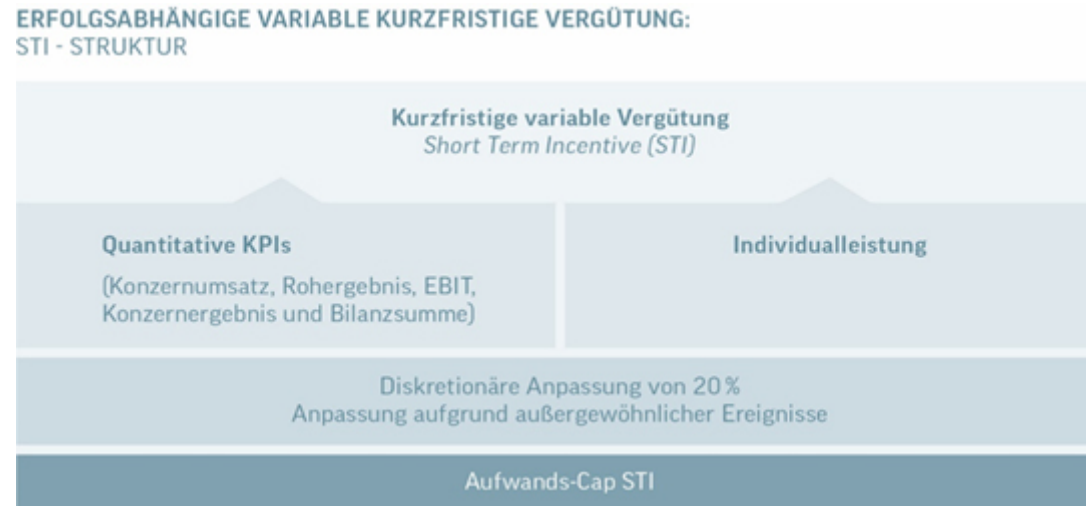 ERFOLGSABHÄNGIGE VARIABLE KURZFRISTIGE VERGÜTUNG:
STI - STRUKTUR
Kurzfristige variable Vergütung
Short Term Incentive (STI)
Quantitative KPIs
(Konzernumsatz, Rohergebnis, EBIT,
Konzernergebnis und Bilanzsumme)
Individualleistung
Diskretionäre Anpassung von 20 %
Anpassung aufgrund außergewöhnlicher Ereignisse
Aufwands-Cap STI